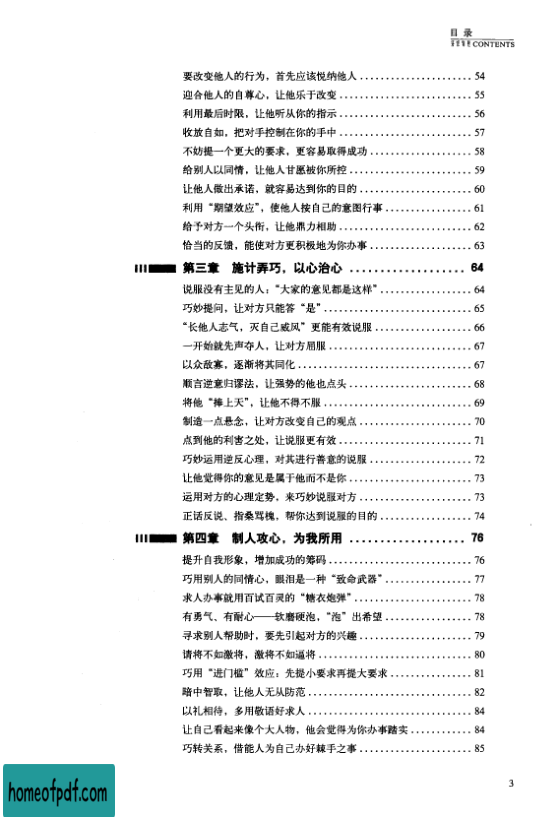 目 录
CONTENTS
要改变他人的行为，首先应该悦纳他人 ...................... 54
迎合他人的自尊心，让他乐于改变 .......................... 55
利用最后时限，让他听从你的指示 .......................... 56
收放自如，把对手控制在你的手中 .......................... 57
不妨提一个更大的要求，更容易取得成功 .................... 58
给别人以同情，让他人甘愿被你所控 ........................ 59
让他人做出承诺，就容易达到你的目的 ...................... 60
利用“期望效应”，使他人按自己的意图行事 ................. 61
给予对方一个头衔，让他鼎力相助 .......................... 62
恰当的反馈，能使对方更积极地为你办事 .................... 63
第三章 施计弄巧，以心治心 ................... 64
说服没有主见的人：“大家的意见都是这样” .................. 64
巧妙提问，让对方只能答“是” ............................. 65
“长他人志气，灭自己威风”更能有效说服 ................... 66
一开始就先声夺人，让对方屈服 ............................ 67
以众敌寡，逐渐将其同化 .................................. 67
顺言逆意归谬法，让强势的他也点头 ........................ 68
将他“捧上天”，让他不得不服 ............................. 69
制造一点悬念，让对方改变自己的观点 ...................... 70
点到他的利害之处，让说服更有效 .......................... 71
巧妙运用逆反心理，对其进行善意的说服 .................... 72
让他觉得你的意见是属于他而不是你 ........................ 73
运用对方的心理定势，来巧妙说服对方 ...................... 73
正话反说、指桑骂槐，帮你达到说服的目的 .................. 74
第四章 制人攻心，为我所用 ................... 76
提升自我形象，增加成功的筹码 ............................ 76
巧用别人的同情心，眼泪是一种“致命武器” ................. 77
求人办事就用百试百灵的“糖衣炮弹” ....................... 78
有勇气、有耐心——软磨硬泡，“泡”出希望 ................. 78
寻求别人帮助时，要先引起对方的兴趣 ...................... 79
请将不如激将，激将不如逼将 .............................. 80
巧用“进门槛”效应：先提小要求再提大要求 ................ 81
暗中智取，让他人无从防范 ................................ 82
以礼相待，多用敬语好求人 ................................ 84
让自己看起来像个大人物，他会觉得为你办事踏实 ............ 84
巧转关系，借能人为自己办好棘手之事 ...................... 85
3
homeofpdf.com